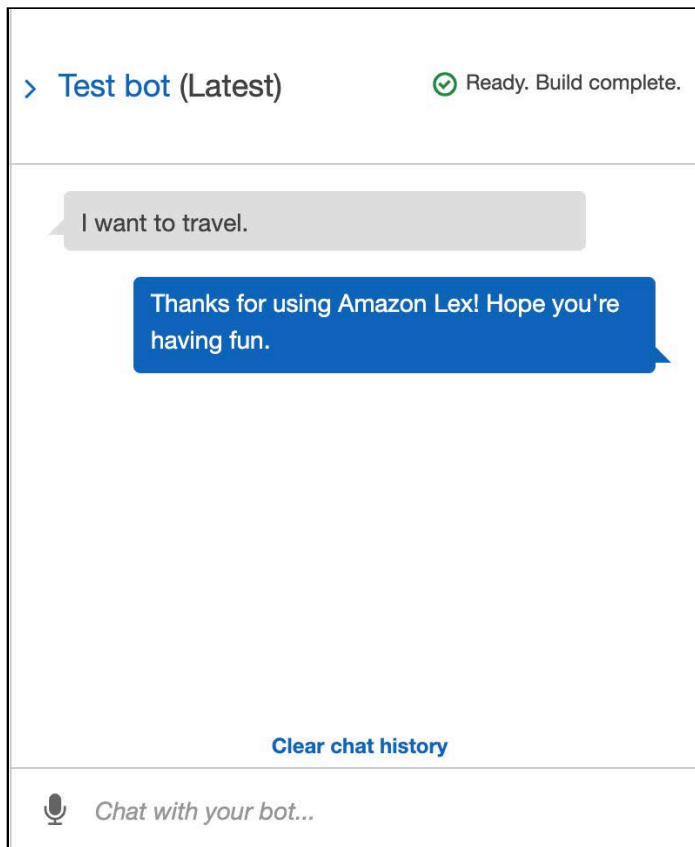 Test bot (Latest)
Ready. Build complete.
I want to travel.
Thanks for using Amazon Lex! Hope you're
having fun.
Clear chat history
Chat with your bot...